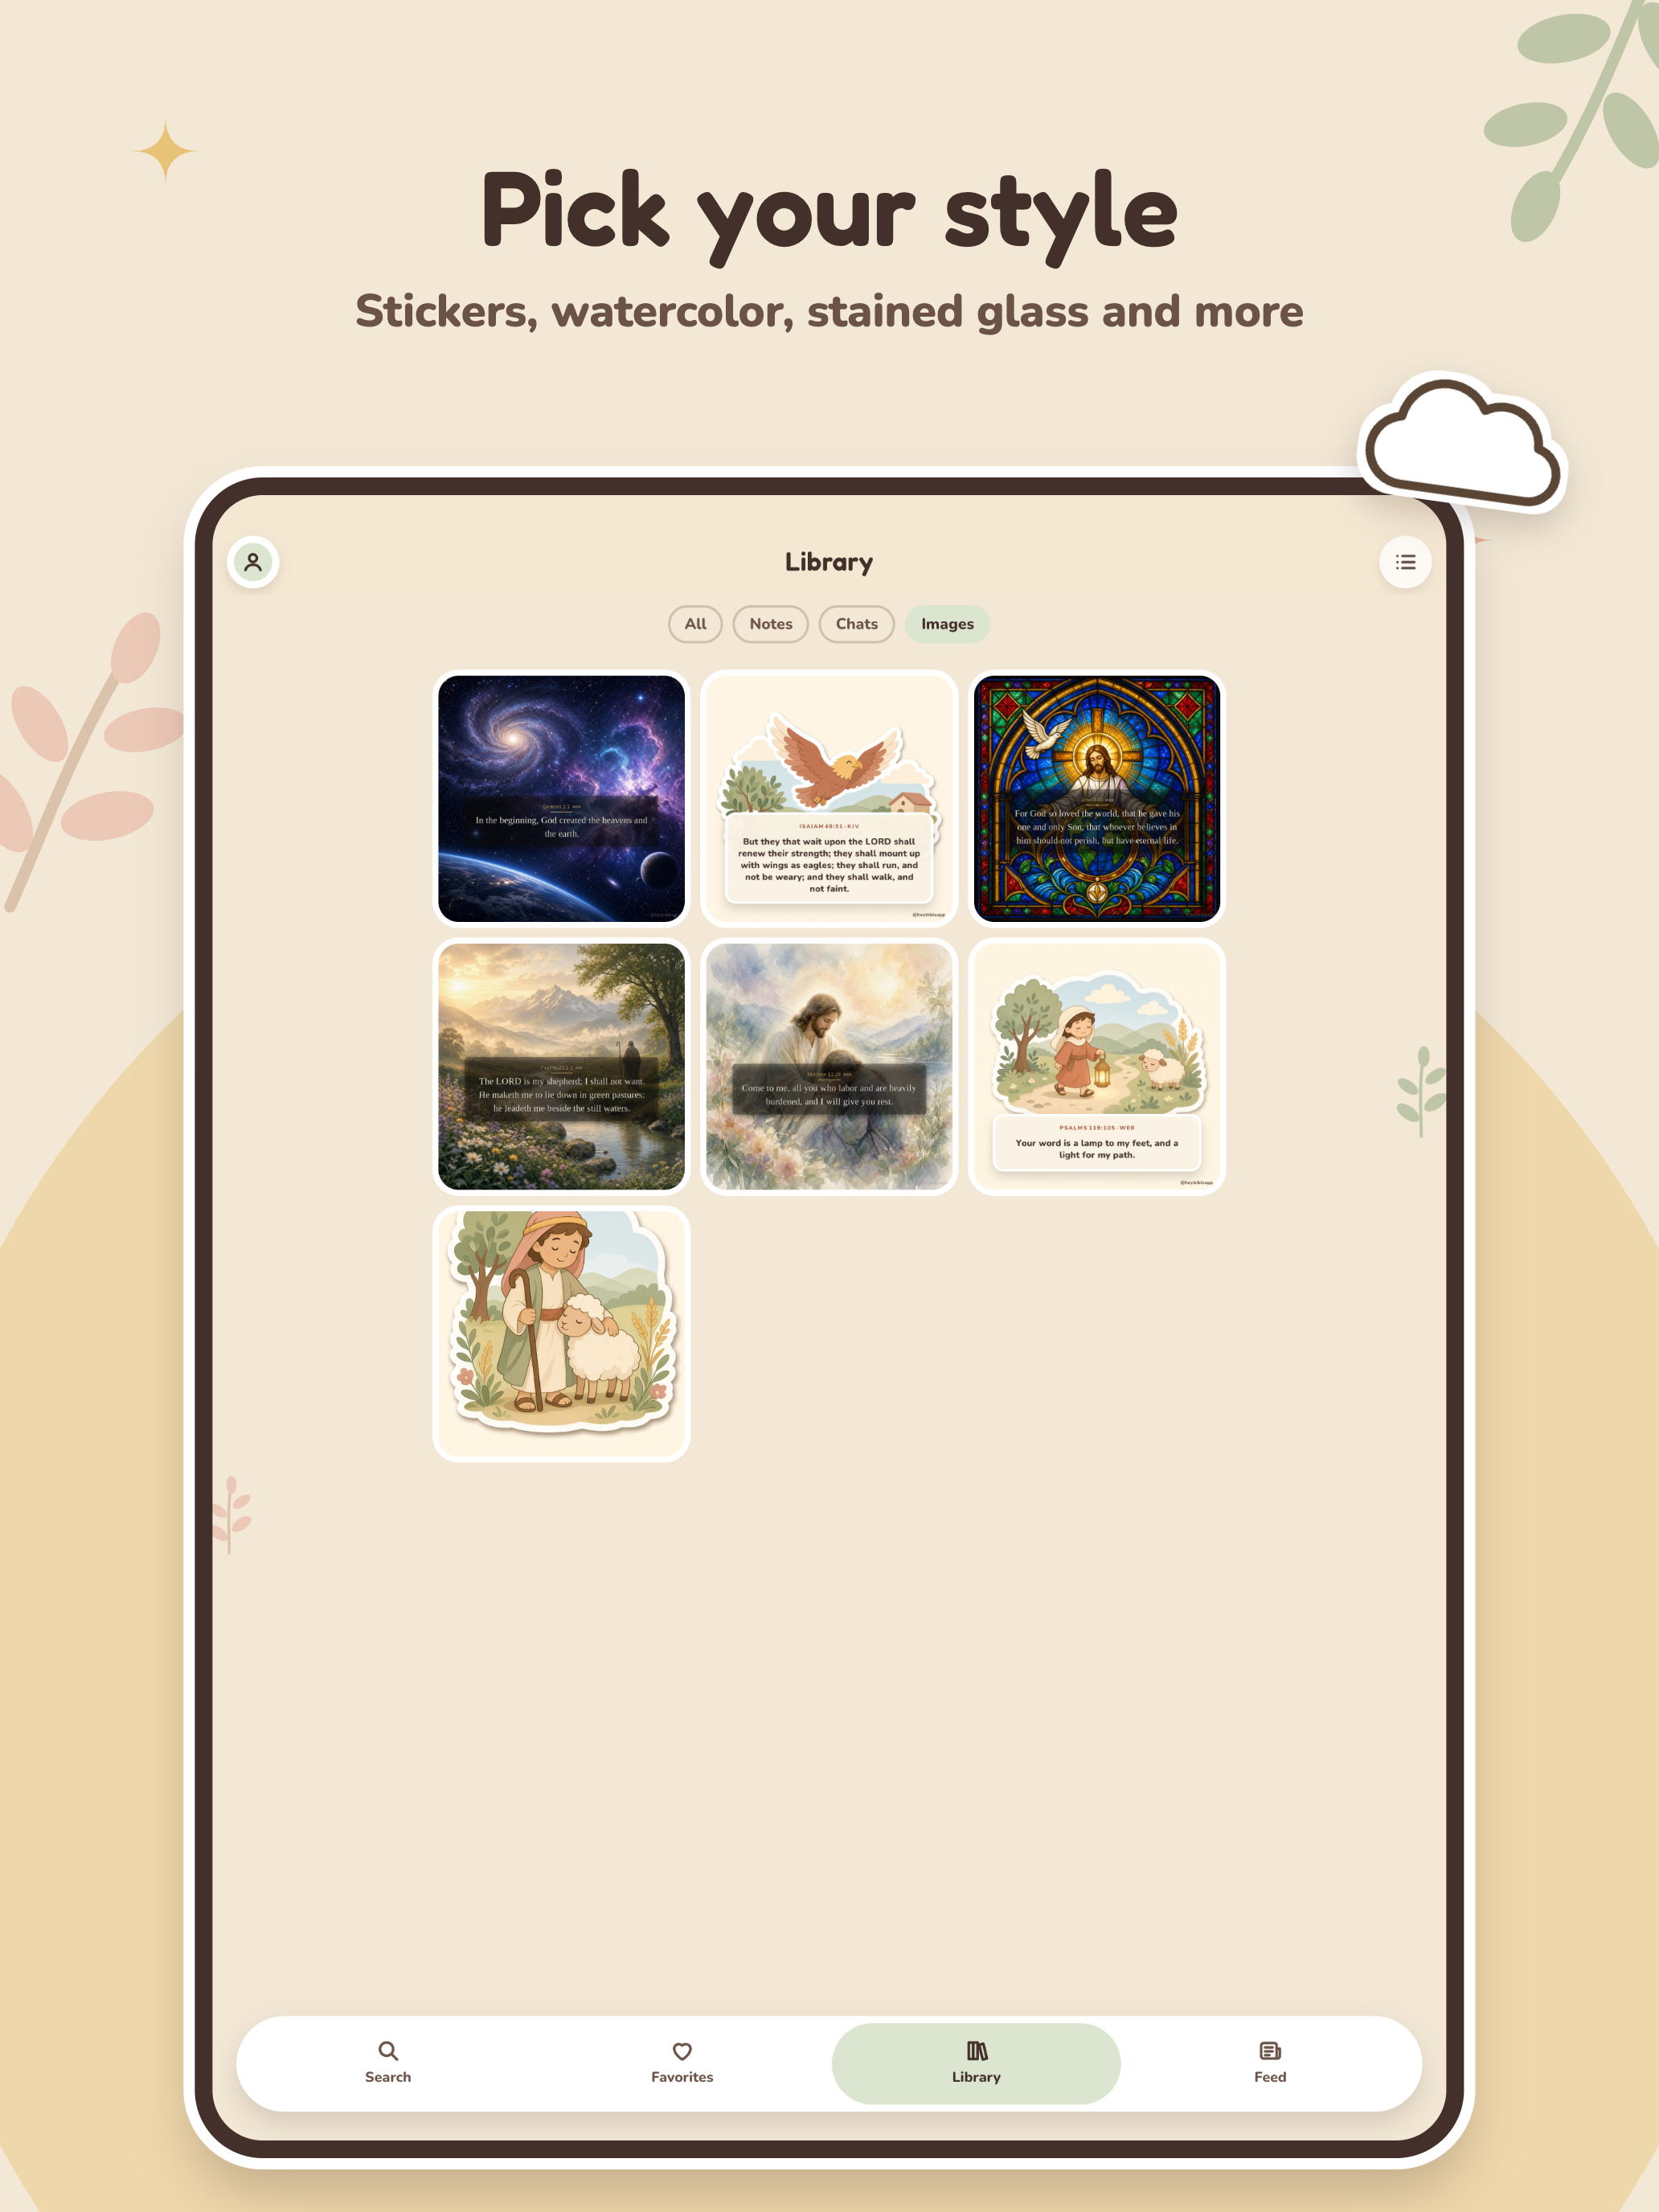 Pick your style
Stickers, watercolor, stained glass and more
Library
All
Notes
Chats
Images
In the beginning, God created the heavens and
the earth.
ISAIAH 40:31 - KJV
But they that wait upon the LORD shall
renew their strength; they shall mount up
with wings as eagles; they shall run, and
not be weary; and they shall walk, and
not faint.
@heybibleapp
For God so loved the world, that he gave his
one and only Son, that whoever believes in
him should not perish, but have eternal life.
The LORD is my shepherd; I shall not want.
He maketh me to lie down in green pastures:
he leadeth me beside the still waters.
Matthew 11:28 WEB
Come to me, all you who labor and are heavily
burdened, and I will give you rest.
PSALMS 119:105 - WEB
Your word is a lamp to my feet, and a
light for my path.
@heybibleapp
Search
Favorites
Library
Feed